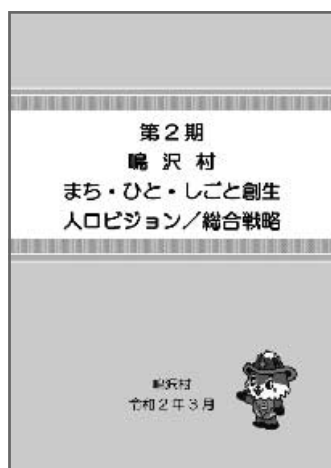 第２期
鳴沢村
まち・ひと・しごと創生
人口ビジョン／総合戦略
鳴沢村
令和２年３月